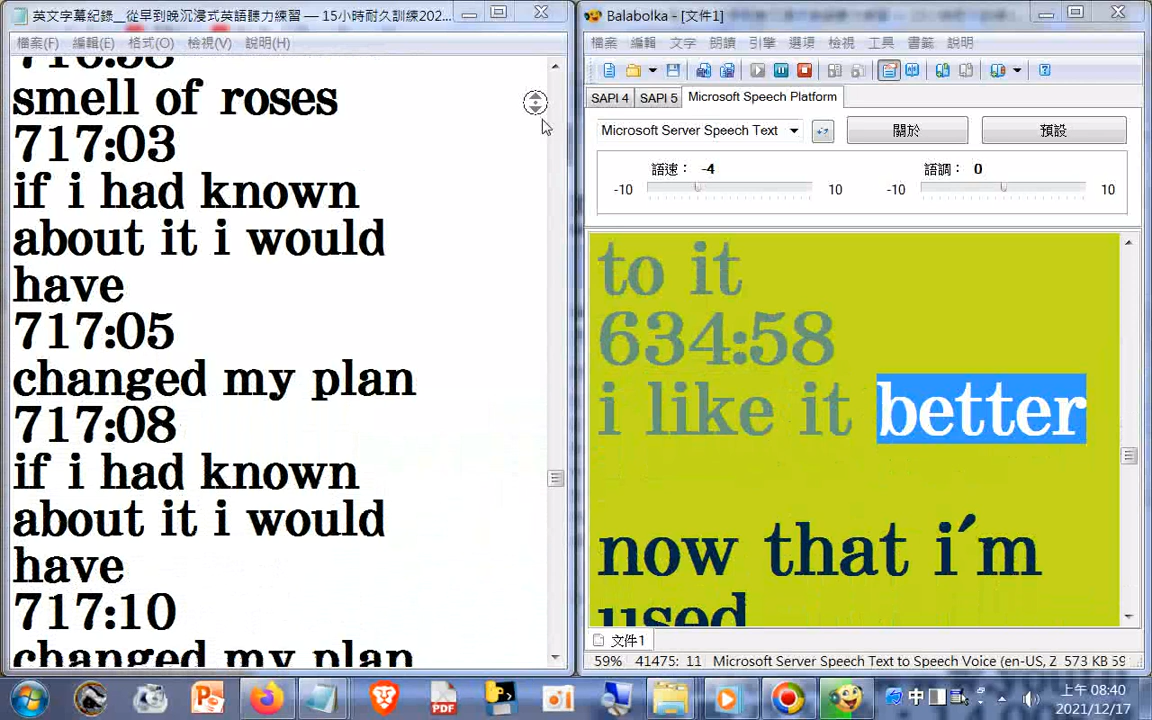 英文字幕紀錄__從早到晚沉浸式英語聽力練習 — 15小時耐久訓練202...
檔案(F) 編輯(E) 格式(O) 檢視(V) 說明(H)
716:58
smell of roses
717:03
if i had known
about it i would
have
717:05
changed my plan
717:08
if i had known
about it i would
have
717:10
changed my plan
Balabolka - [文件1]
檔案 編輯 文字 朗讀 引擎 選項 檢視 工具 書籤 說明
SAPI 4 SAPI 5 Microsoft Speech Platform
Microsoft Server Speech Text 關於 預設
語速： -4 語調： 0
-10 10 -10 10
to it
634:58
i like it better
now that i´m
used
文件1
59% 41475: 11 Microsoft Server Speech Text to Speech Voice (en-US, Z 573 KB 59
PDF 中 上午 08:40
2021/12/17